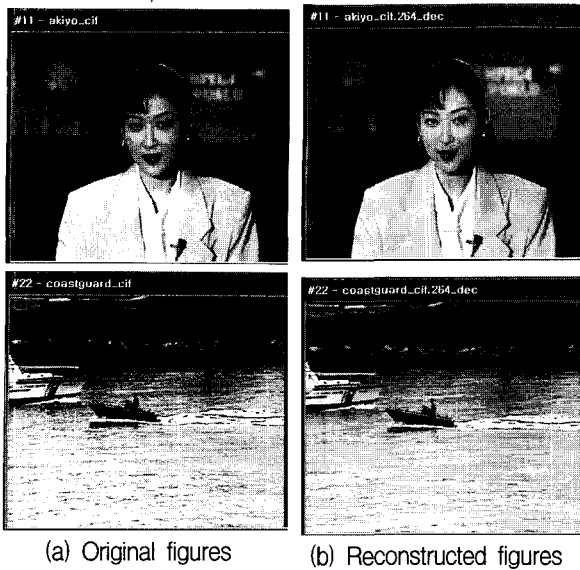 #11 - akiyo_cif
#11 - akiyo_cif.264_dec
#22 - coastguard_cif
#22 - coastguard_cif.264_dec
(a) Original figures
(b) Reconstructed figures